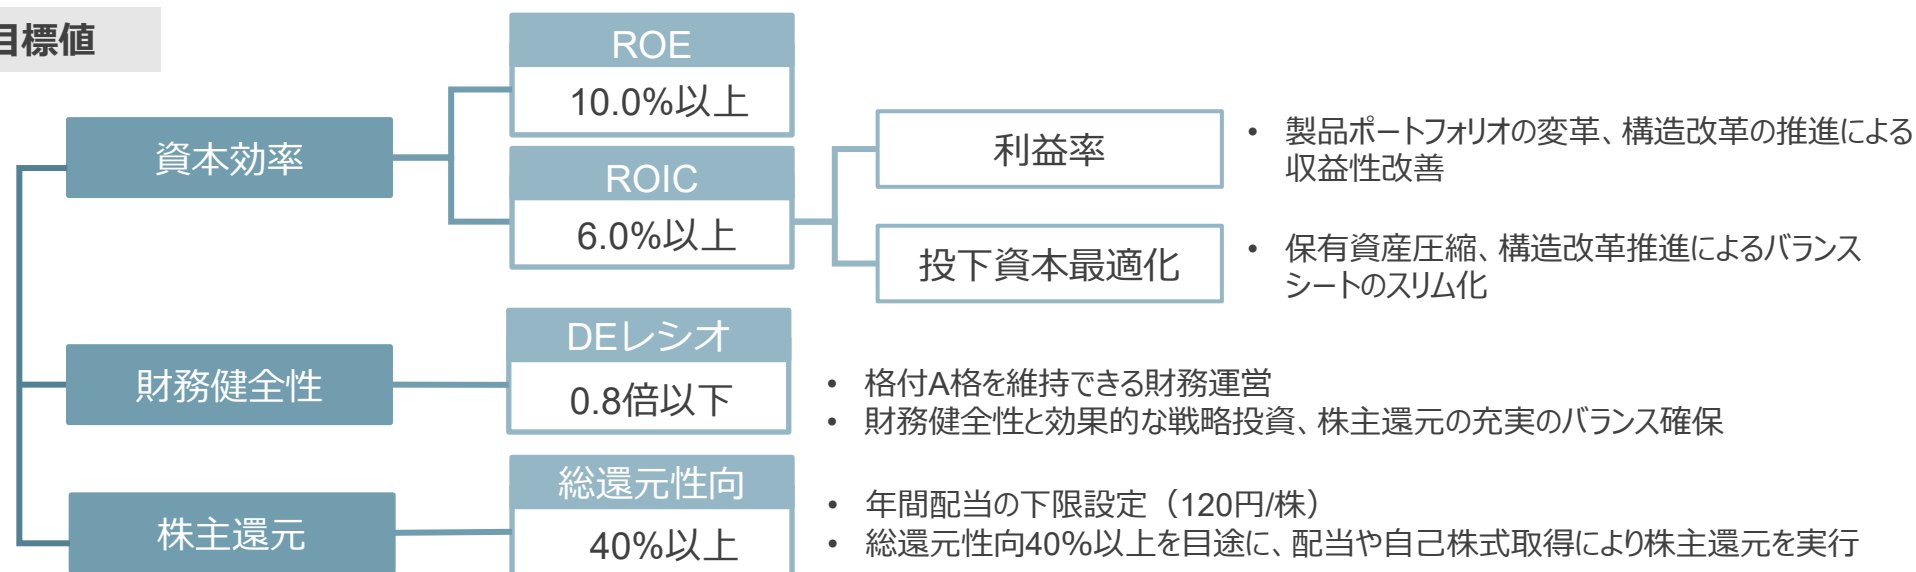 目標値
ROE
10.0%以上
資本効率
ROIC
6.0%以上
利益率
• 製品ポートフォリオの変革、構造改革の推進による
収益性改善
投下資本最適化
• 保有資産圧縮、構造改革推進によるバランス
シートのスリム化
財務健全性
DEレシオ
0.8倍以下
• 格付A格を維持できる財務運営
• 財務健全性と効果的な戦略投資、株主還元の充実のバランス確保
株主還元
総還元性向
40%以上
• 年間配当の下限設定（120円/株）
• 総還元性向40%以上を目途に、配当や自己株式取得により株主還元を実行